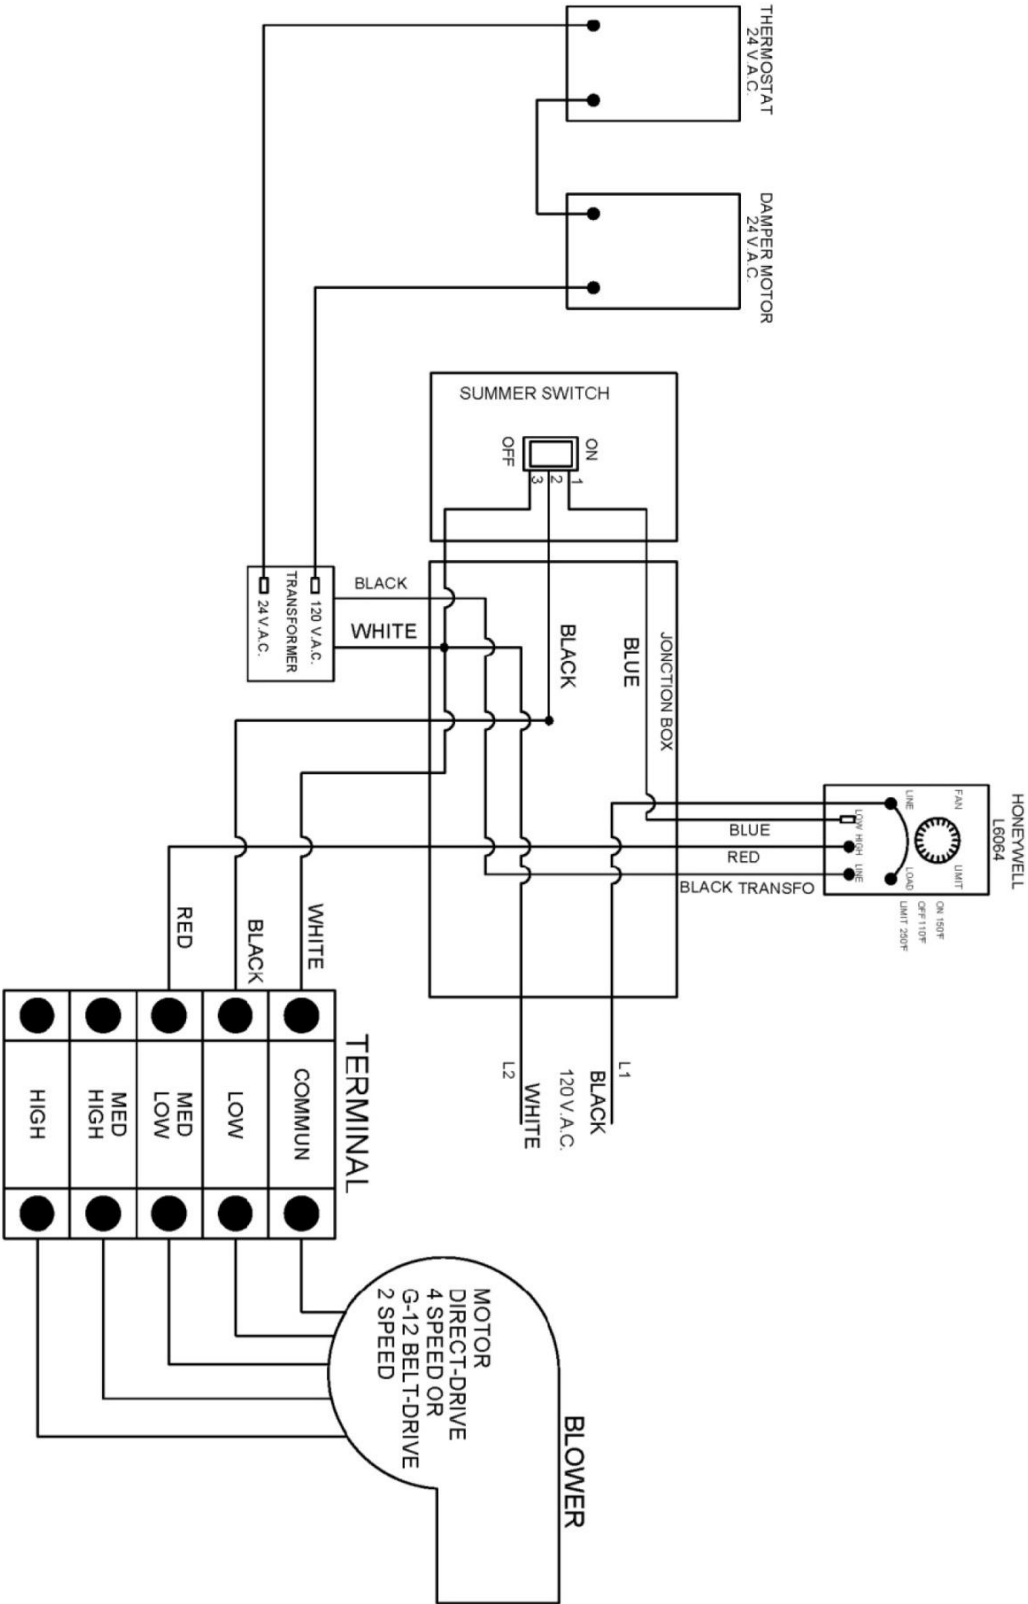 THERMOSTAT
24 V.A.C.
DAMPER MOTOR
24 V.A.C.
SUMMER SWITCH
ON
OFF
1
2
3
120 V.A.C.
TRANSFORMER
24 V.A.C.
BLACK
WHITE
JONCTION BOX
BLUE
BLACK
HONEYWELL
L6064
FAN
LIMIT
LINE
LOAD
LOW
HIGH
LINE
ON 150°F
OFF 110°F
LIMIT 250°F
BLUE
RED
BLACK TRANSFO
L1
BLACK
120 V.A.C.
WHITE
L2
WHITE
BLACK
RED
TERMINAL
COMMUN
LOW
MED
LOW
MED
HIGH
HIGH
BLOWER
MOTOR
DIRECT-DRIVE
4 SPEED OR
G-12 BELT-DRIVE
2 SPEED